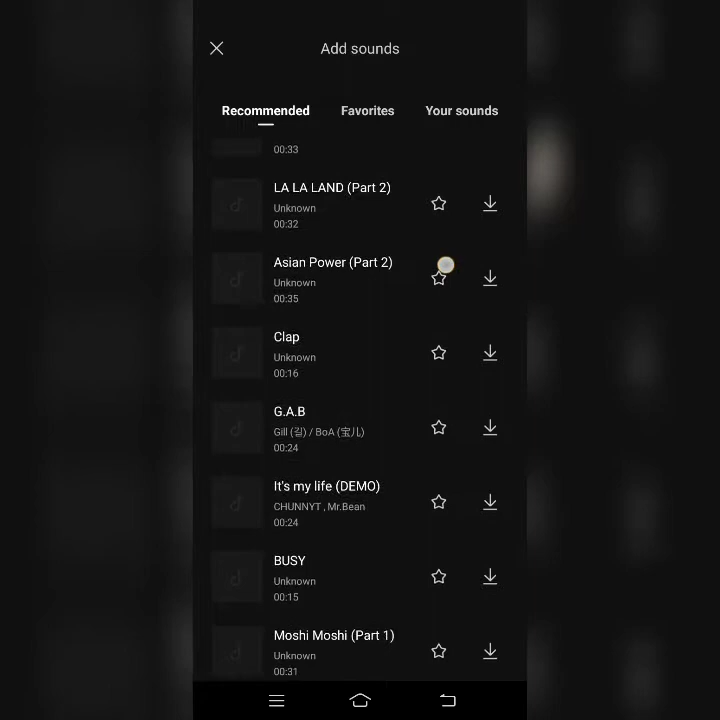 Add sounds
Recommended
Favorites
Your sounds
00:33
LA LA LAND (Part 2)
Unknown
00:32
Asian Power (Part 2)
Unknown
00:35
Clap
Unknown
00:16
G.A.B
Gill (길) / BoA (宝儿)
00:24
It's my life (DEMO)
CHUNNYT , Mr.Bean
00:24
BUSY
Unknown
00:15
Moshi Moshi (Part 1)
Unknown
00:31